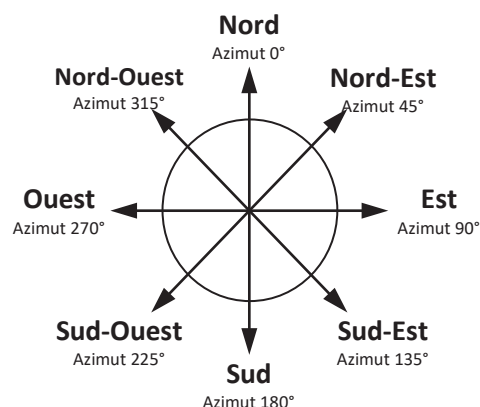 Nord
Azimut 0°
Nord-Ouest
Azimut 315°
Nord-Est
Azimut 45°
Ouest
Azimut 270°
Est
Azimut 90°
Sud-Ouest
Azimut 225°
Sud-Est
Azimut 135°
Sud
Azimut 180°